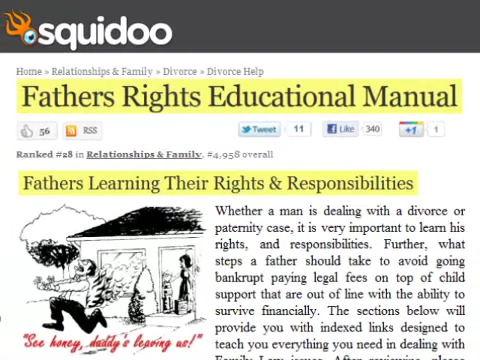 squidoo
Home » Relationships & Family » Divorce » Divorce Help
Fathers Rights Educational Manual
56 RSS Tweet 11 Like 340 +1 1
Ranked #28 in Relationships & Family, #4,958 overall
Fathers Learning Their Rights & Responsibilities
Whether a man is dealing with a divorce or
paternity case, it is very important to learn his
rights, and responsibilities. Further, what
steps a father should take to avoid going
bankrupt paying legal fees on top of child
support that are out of line with the ability to
survive financially. The sections below will
provide you with indexed links designed to
teach you everything you need in dealing with
Family Law issues. After reviewing, please
"See honey, daddy's leaving us!"